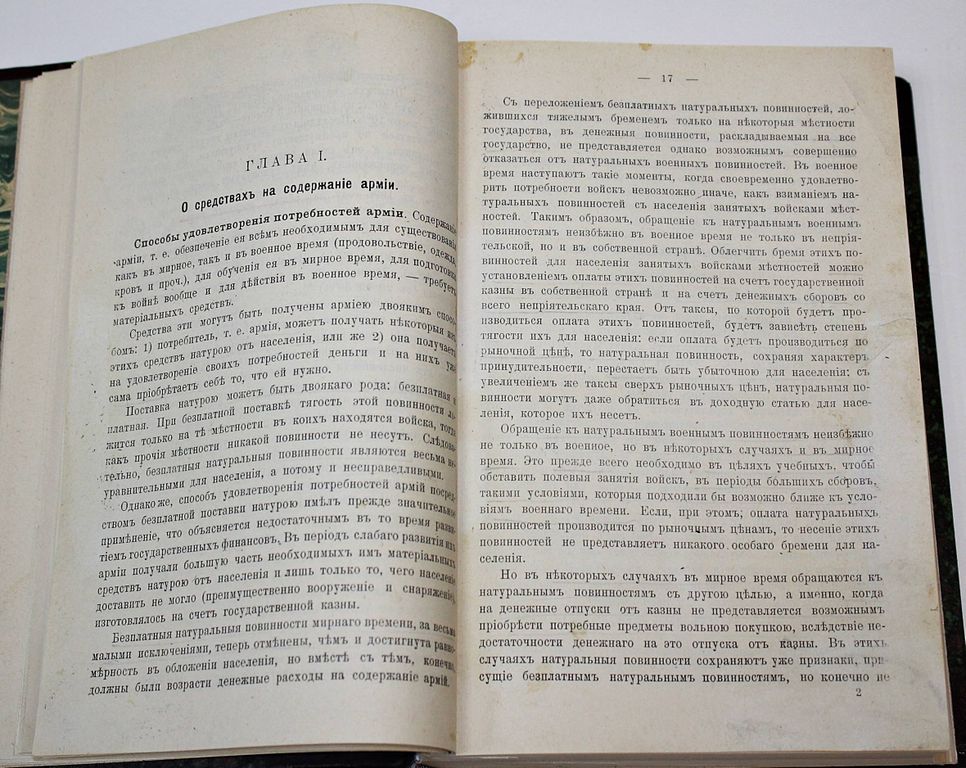 ГЛАВА I.
О средствахъ на содержаніе арміи.
Способы удовлетворенія потребностей арміи. Содержаніе
арміи, т. е. обезпеченіе ея всѣмъ необходимымъ для существованія
какъ въ мирное, такъ и въ военное время (продовольствіе, одежда,
кровъ и проч.), для обученія ея въ мирное время, для подготовки
къ войнѣ вообще и для дѣйствія въ военное время, — требуетъ
матеріальныхъ средствъ.
Средства эти могутъ быть получены арміею двоякимъ спосо-
бомъ: 1) потребитель, т. е. армія, можетъ получать нѣкоторыя изъ
этихъ средствъ натурою отъ населенія, или же 2) она получаетъ
на удовлетвореніе своихъ потребностей деньги и на нихъ уже
сама пріобрѣтаетъ себѣ то, что ей нужно.
Поставка натурою можетъ быть двоякаго рода: безплатная и
платная. При безплатной поставкѣ тягость этой повинности ло-
жится только на тѣ мѣстности въ коихъ находятся войска, тогда
какъ прочія мѣстности никакой повинности не несутъ. Слѣдова-
тельно, безплатныя натуральныя повинности являются весьма не-
уравнительными для населенія, а потому и несправедливыми.
Однако же, способъ удовлетворенія потребностей армій посред-
ствомъ безплатной поставки натурою имѣлъ прежде значительное
примѣненіе, что объясняется недостаточнымъ въ то время разви-
тіемъ государственныхъ финансовъ. Въ періодъ слабаго развитія ихъ
арміи получали большую часть необходимыхъ имъ матеріальныхъ
средствъ натурою отъ населенія и лишь только то, чего населеніе
доставить не могло (преимущественно вооруженіе и снаряженіе),
изготовлялось на счетъ государственной казны.
Безплатныя натуральныя повинности мирнаго времени, за весьма
малыми исключеніями, теперь отмѣнены, чѣмъ и достигнута равно-
мѣрность въ обложеніи населенія, но вмѣстѣ съ тѣмъ, конечно,
должны были возрасти денежные расходы на содержаніе армій.
— 17 —
Съ переложеніемъ безплатныхъ натуральныхъ повинностей, ло-
жившихся тяжелымъ бременемъ только на нѣкоторыя мѣстности
государства, въ денежныя повинности, раскладываемыя на все
государство, не представляется однако возможнымъ совершенно
отказаться отъ натуральныхъ военныхъ повинностей. Въ военное
время наступаютъ такіе моменты, когда своевременно удовлетво-
рить потребности войскъ невозможно иначе, какъ взиманіемъ на-
туральныхъ повинностей съ населенія занятыхъ войсками мѣст-
ностей. Такимъ образомъ, обращеніе къ натуральнымъ военнымъ
повинностямъ неизбѣжно въ военное время не только въ непрія-
тельской, но и въ собственной странѣ. Облегчить бремя этихъ по-
винностей для населенія занятыхъ войсками мѣстностей можно
установленіемъ оплаты этихъ повинностей на счетъ государственной
казны въ собственной странѣ и на счетъ денежныхъ сборовъ со
всего непріятельскаго края. Отъ таксы, по которой будетъ про-
изводиться оплата этихъ повинностей, будетъ зависѣть степень
тягости ихъ для населенія: если оплата будетъ производиться по
рыночной цѣнѣ, то натуральная повинность, сохраняя характеръ
принудительности, перестаетъ быть убыточною для населенія: съ
увеличеніемъ же таксы сверхъ рыночныхъ цѣнъ, натуральныя по-
винности могутъ даже обратиться въ доходную статью для насе-
ленія, которое ихъ несетъ.
Обращеніе къ натуральнымъ военнымъ повинностямъ неизбѣжно
не только въ военное, но въ нѣкоторыхъ случаяхъ и въ мирное
время. Это прежде всего необходимо въ цѣляхъ учебныхъ, чтобы
обставить полевыя занятія войскъ, въ періоды большихъ сборовъ,
такими условіями, которыя подходили бы возможно ближе къ усло-
віямъ военнаго времени. Если, при этомъ; оплата натуральныхъ
повинностей производится по рыночнымъ цѣнамъ, то несеніе этихъ
повинностей не представляетъ никакого особаго бремени для на-
селенія.
Но въ нѣкоторыхъ случаяхъ въ мирное время обращаются къ
натуральнымъ повинностямъ съ другою цѣлью, а именно, когда
на денежные отпуски отъ казны не представляется возможнымъ
пріобрѣсти потребные предметы вольною покупкою, вслѣдствіе не-
достаточности денежнаго на это отпуска отъ казны. Въ этихъ
случаяхъ натуральныя повинности сохраняютъ уже признаки, при-
сущіе безплатнымъ натуральнымъ повинностямъ, но конечно не
2